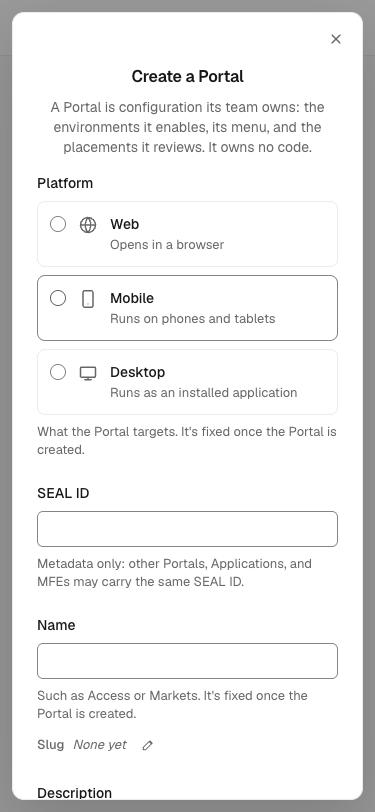 Create a Portal
A Portal is configuration its team owns: the
environments it enables, its menu, and the
placements it reviews. It owns no code.
Platform
Web
Opens in a browser
Mobile
Runs on phones and tablets
Desktop
Runs as an installed application
What the Portal targets. It's fixed once the Portal is
created.
SEAL ID
Metadata only: other Portals, Applications, and
MFEs may carry the same SEAL ID.
Name
Such as Access or Markets. It's fixed once the
Portal is created.
Slug None yet
Description